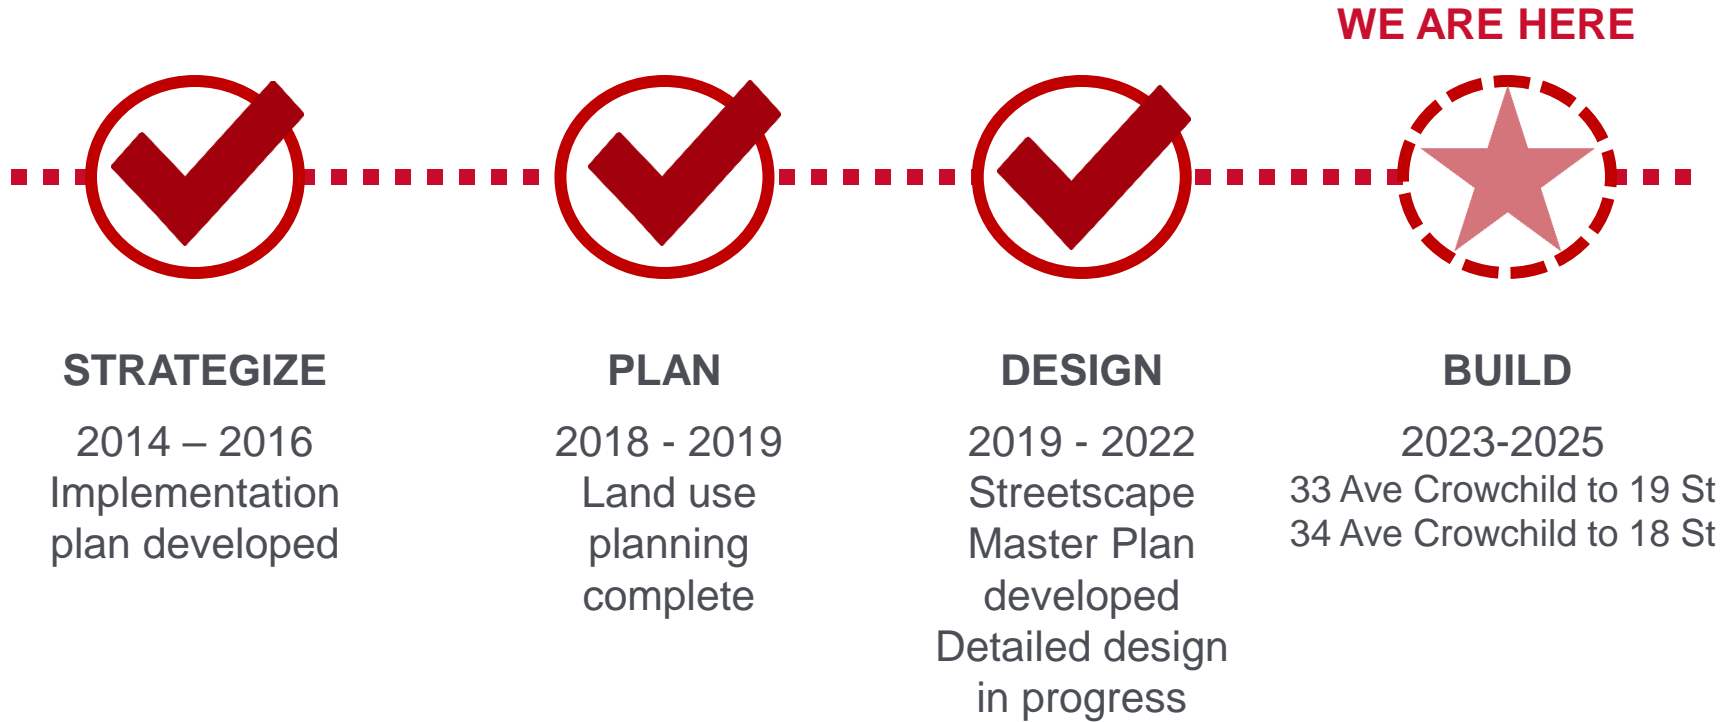 WE ARE HERE
STRATEGIZE
2014 – 2016
Implementation
plan developed
PLAN
2018 - 2019
Land use
planning
complete
DESIGN
2019 - 2022
Streetscape
Master Plan
developed
Detailed design
in progress
BUILD
2023-2025
33 Ave Crowchild to 19 St
34 Ave Crowchild to 18 St